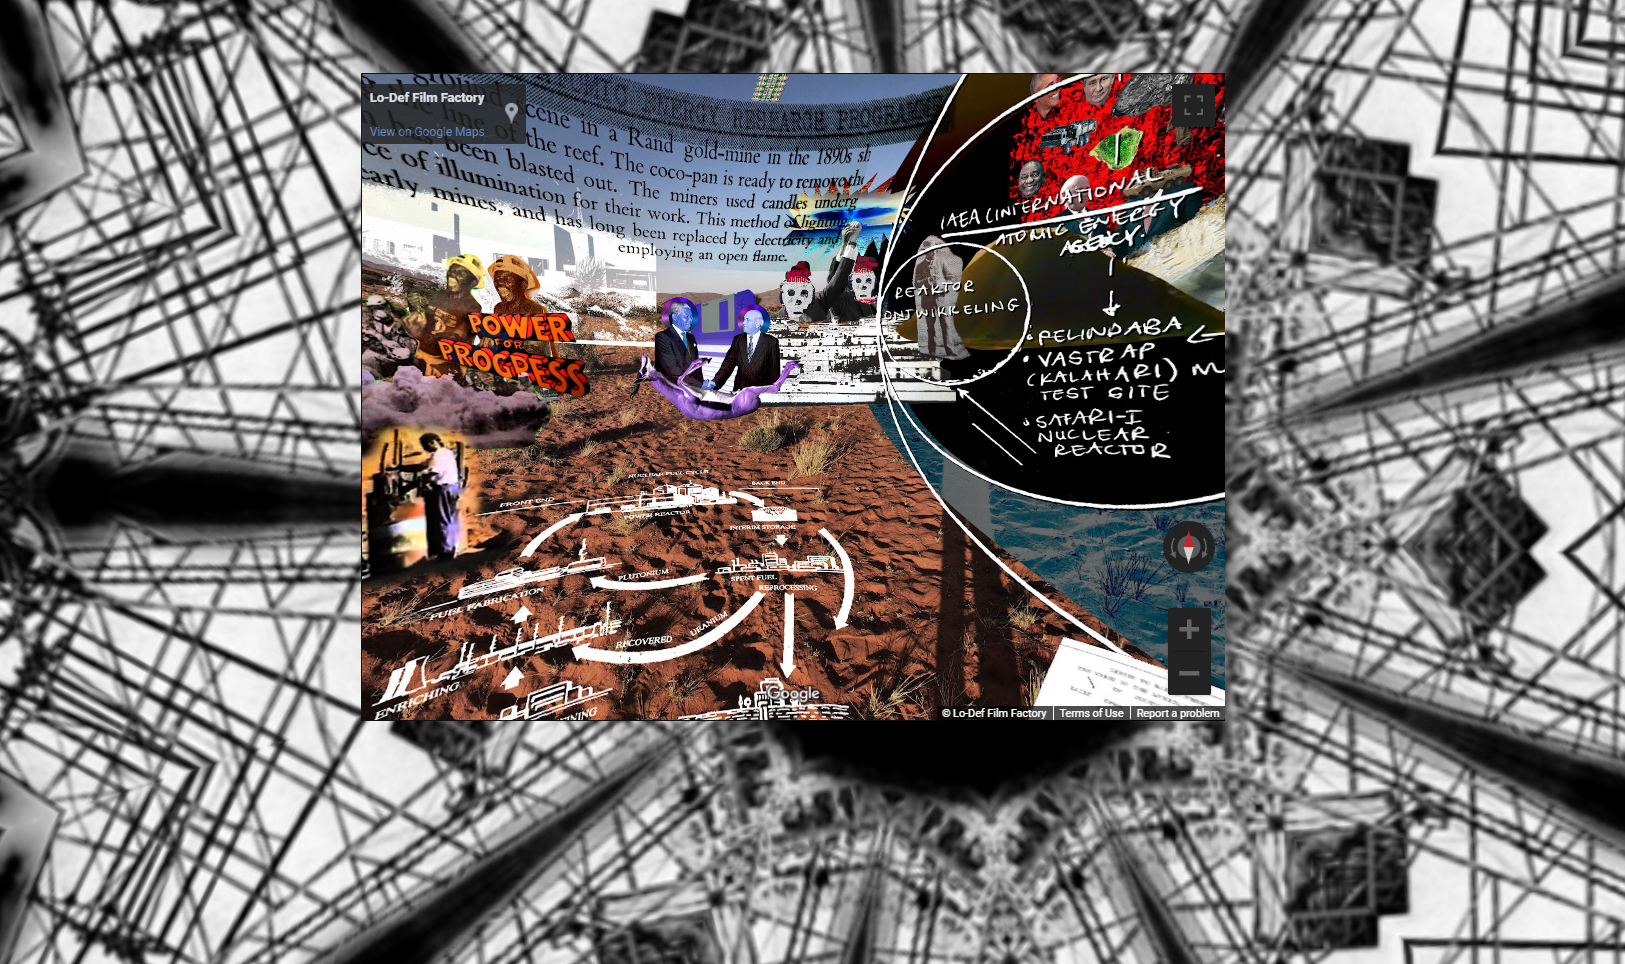 Lo-Def Film Factory
View on Google Maps
ENERGY RESEARCH PROGRAMME
scene in a Rand gold-mine in the 1890s sh
line of the reef. The coco-pan is ready to remove the
been blasted out. The miners used candles underg
ce of illumination for their work. This method of lighting
early mines, and has long been replaced by electricity and
employing an open flame.
POWER
FOR
PROGRESS
IAEA (INTERNATIONAL
ATOMIC ENERGY
AGENCY.
REAKTOR
ONTWIKKELING
• PELINDABA
• VASTRAP
(KALAHARI)
TEST SITE
• SAFARI-I
NUCLEAR
REACTOR
NUCLEAR FUEL CYCLE
FRONT END
BACK END
POWER REACTOR
INTERIM STORAGE
PLUTONIUM
SPENT FUEL
REPROCESSING
FUEL FABRICATION
RECOVERED
URANIUM
ENRICHING
Google
© Lo-Def Film Factory
Terms of Use
Report a problem